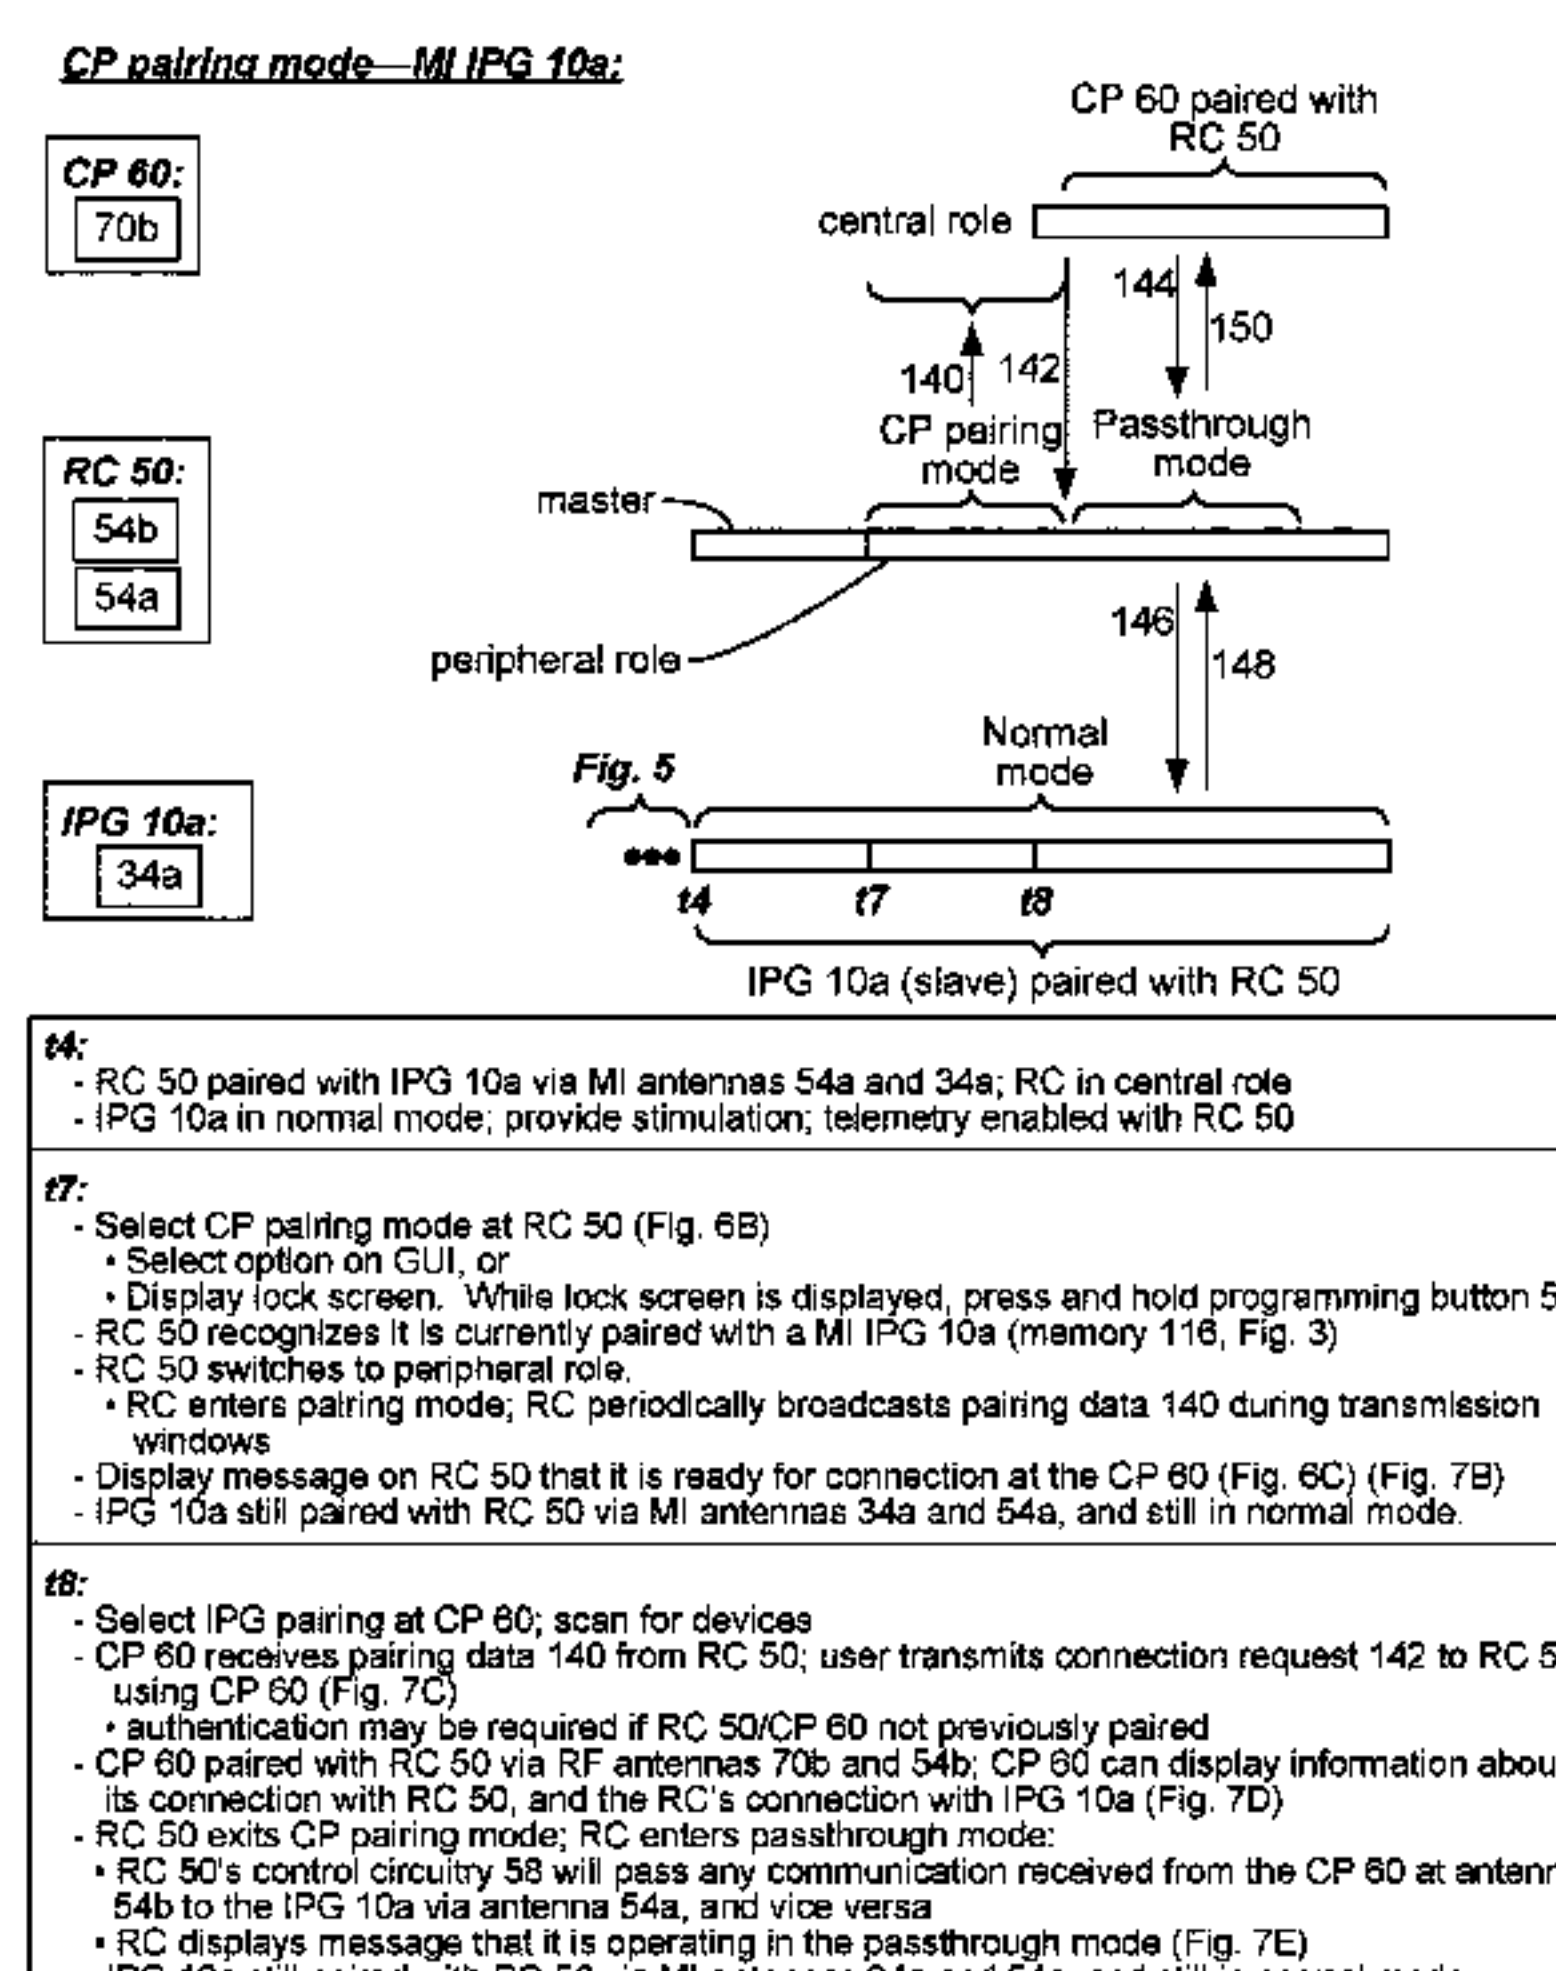 CP pairing mode—MI IPG 10a:
CP 60 paired with
RC 50
CP 60:
70b
central role
144
150
140
142
CP pairing
mode
Passthrough
mode
RC 50:
54b
54a
master
peripheral role
146
148
Normal
mode
Fig. 5
IPG 10a:
34a
t4
t7
t8
IPG 10a (slave) paired with RC 50
t4:
- RC 50 paired with IPG 10a via MI antennas 54a and 34a; RC in central role
- IPG 10a in normal mode; provide stimulation; telemetry enabled with RC 50
t7:
- Select CP pairing mode at RC 50 (Fig. 6B)
• Select option on GUI, or
• Display lock screen. While lock screen is displayed, press and hold programming button
- RC 50 recognizes it is currently paired with a MI IPG 10a (memory 116, Fig. 3)
- RC 50 switches to peripheral role.
• RC enters pairing mode; RC periodically broadcasts pairing data 140 during transmission
windows
- Display message on RC 50 that it is ready for connection at the CP 60 (Fig. 6C) (Fig. 7B)
- IPG 10a still paired with RC 50 via MI antennas 34a and 54a, and still in normal mode.
t8:
- Select IPG pairing at CP 60; scan for devices
- CP 60 receives pairing data 140 from RC 50; user transmits connection request 142 to RC
using CP 60 (Fig. 7C)
• authentication may be required if RC 50/CP 60 not previously paired
- CP 60 paired with RC 50 via RF antennas 70b and 54b; CP 60 can display information abou
its connection with RC 50, and the RC's connection with IPG 10a (Fig. 7D)
- RC 50 exits CP pairing mode; RC enters passthrough mode:
• RC 50's control circuitry 58 will pass any communication received from the CP 60 at antenn
54b to the IPG 10a via antenna 54a, and vice versa
• RC displays message that it is operating in the passthrough mode (Fig. 7E)